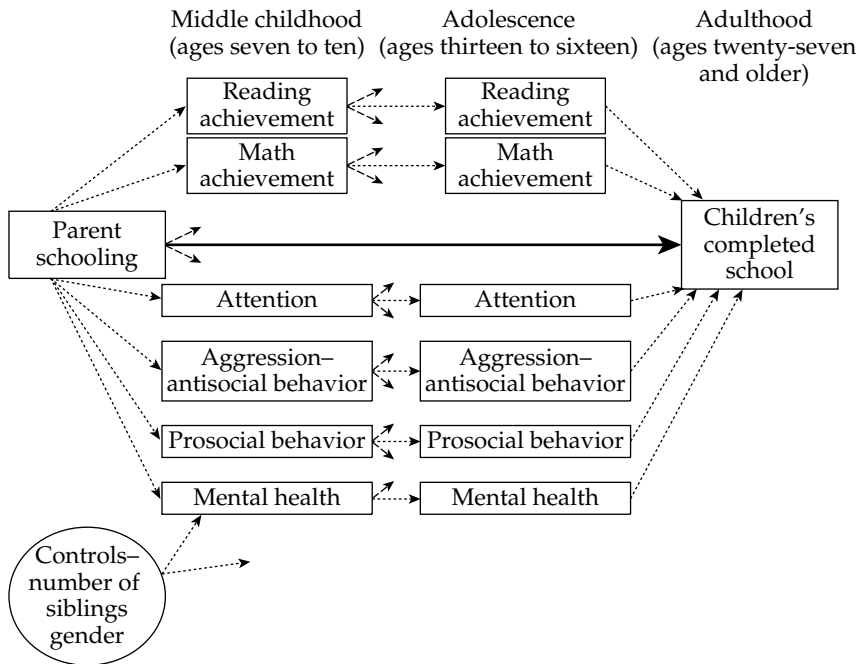 Middle childhood
(ages seven to ten)
Adolescence
(ages thirteen to sixteen)
Adulthood
(ages twenty-seven
and older)
Reading
achievement
Reading
achievement
Math
achievement
Math
achievement
Parent
schooling
Children's
completed
school
Attention
Attention
Aggression–
antisocial behavior
Aggression–
antisocial behavior
Prosocial behavior
Prosocial behavior
Mental health
Mental health
Controls–
number of
siblings
gender